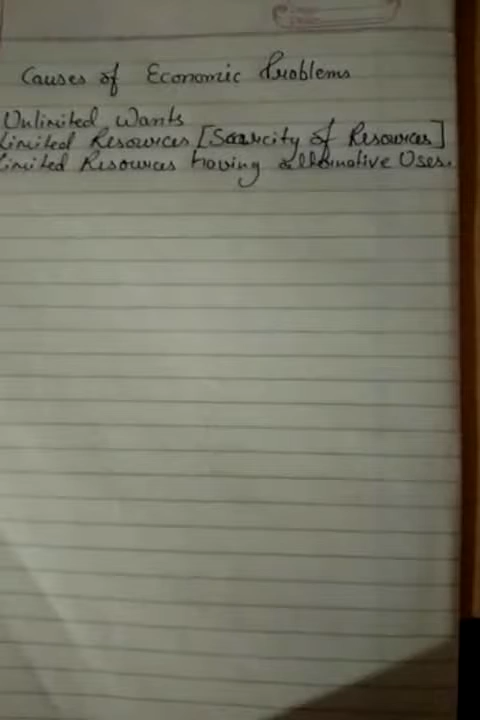 Causes of Economic Problems
Unlimited Wants
Limited Resources [Scarcity of Resources]
Limited Resources having alternative Uses.